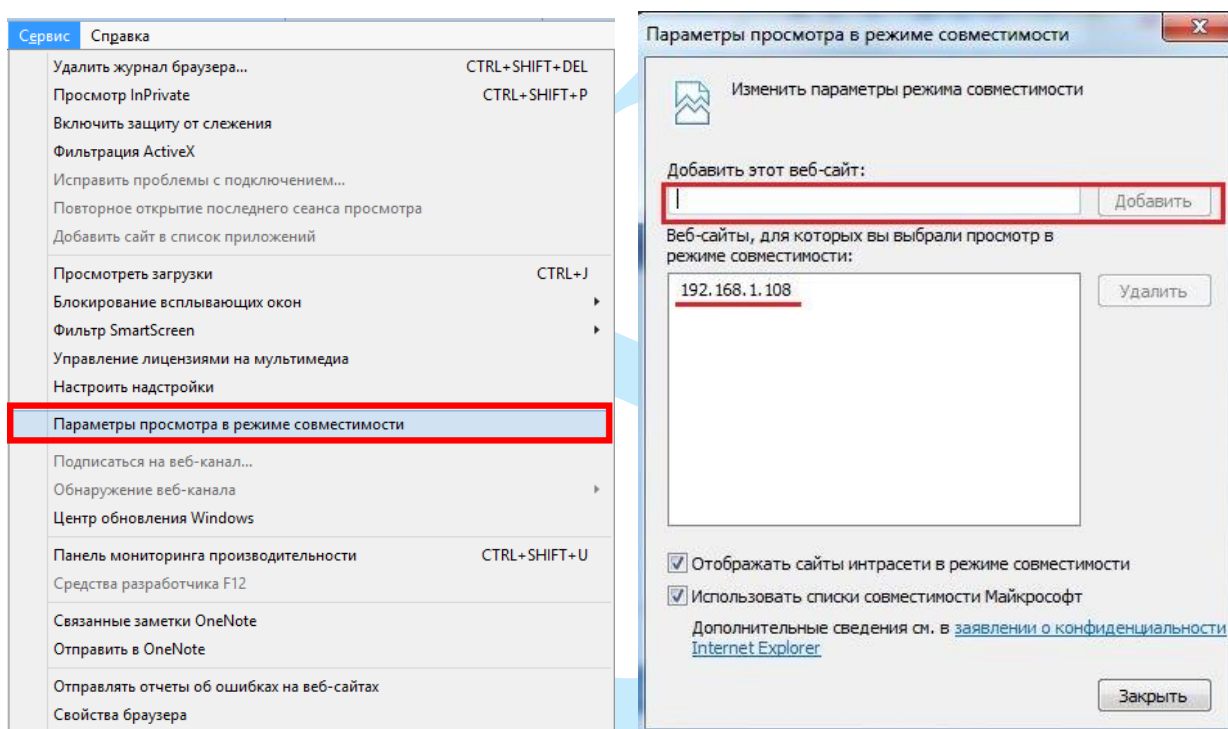 Сервис Справка
Удалить журнал браузера... CTRL+SHIFT+DEL
Просмотр InPrivate CTRL+SHIFT+P
Включить защиту от слежения
Фильтрация ActiveX
Исправить проблемы с подключением...
Повторное открытие последнего сеанса просмотра
Добавить сайт в список приложений
Просмотреть загрузки CTRL+J
Блокирование всплывающих окон
Фильтр SmartScreen
Управление лицензиями на мультимедиа
Настроить надстройки
Параметры просмотра в режиме совместимости
Подписаться на веб-канал...
Обнаружение веб-канала
Центр обновления Windows
Панель мониторинга производительности CTRL+SHIFT+U
Средства разработчика F12
Связанные заметки OneNote
Отправить в OneNote
Отправлять отчеты об ошибках на веб-сайтах
Свойства браузера
Параметры просмотра в режиме совместимости
Изменить параметры режима совместимости
Добавить этот веб-сайт:
Добавить
Веб-сайты, для которых вы выбрали просмотр в
режиме совместимости:
192.168.1.108
Удалить
Отображать сайты интрасети в режиме совместимости
Использовать списки совместимости Майкрософт
Дополнительные сведения см. в заявлении о конфиденциальности
Internet Explorer
Закрыть